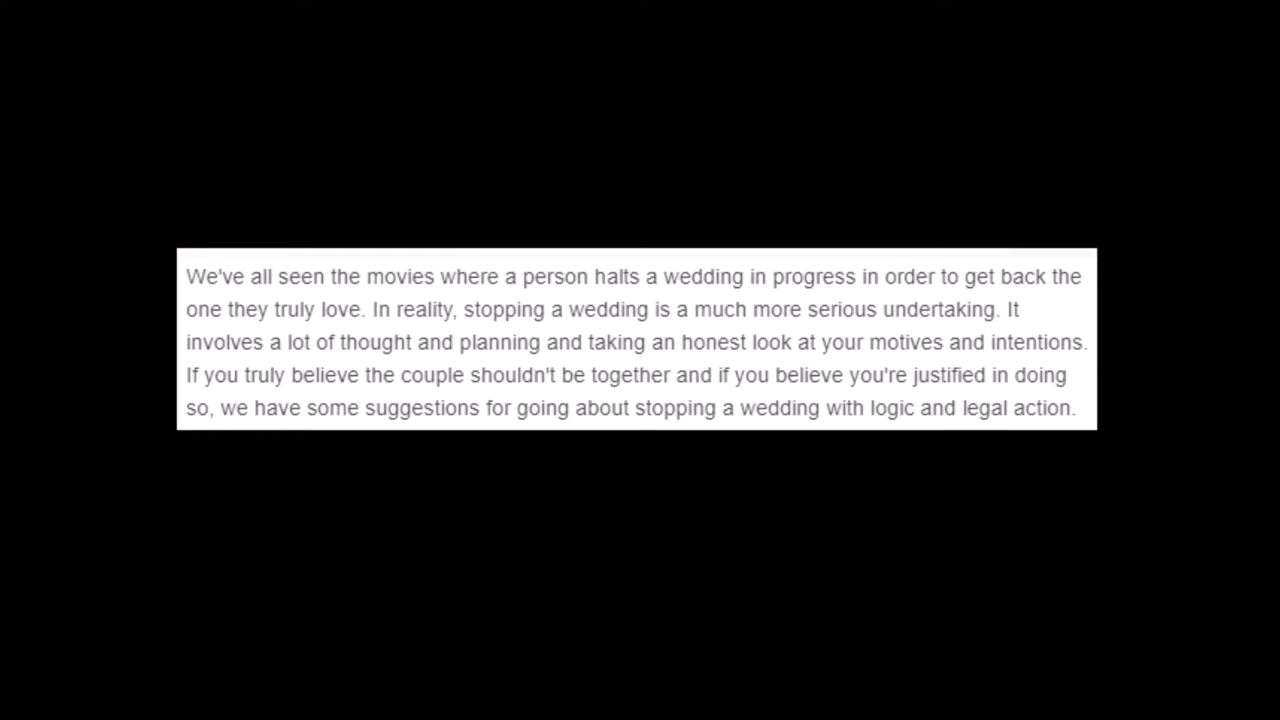 We've all seen the movies where a person halts a wedding in progress in order to get back the
one they truly love. In reality, stopping a wedding is a much more serious undertaking. It
involves a lot of thought and planning and taking an honest look at your motives and intentions.
If you truly believe the couple shouldn't be together and if you believe you're justified in doing
so, we have some suggestions for going about stopping a wedding with logic and legal action.